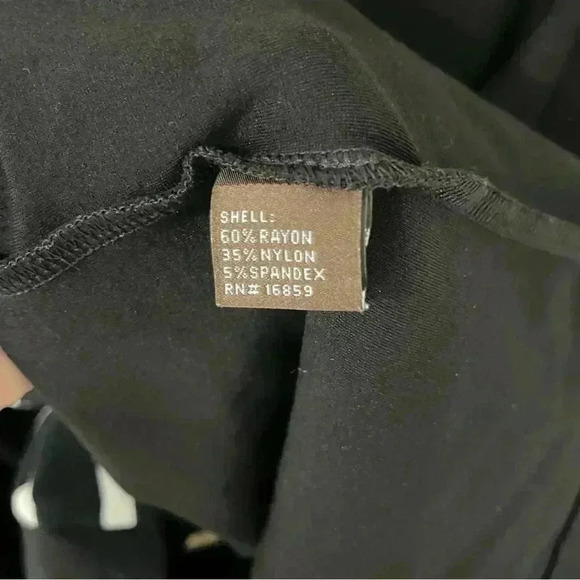 SHELL:
60% RAYON
35% NYLON
5% SPANDEX
RN# 16859